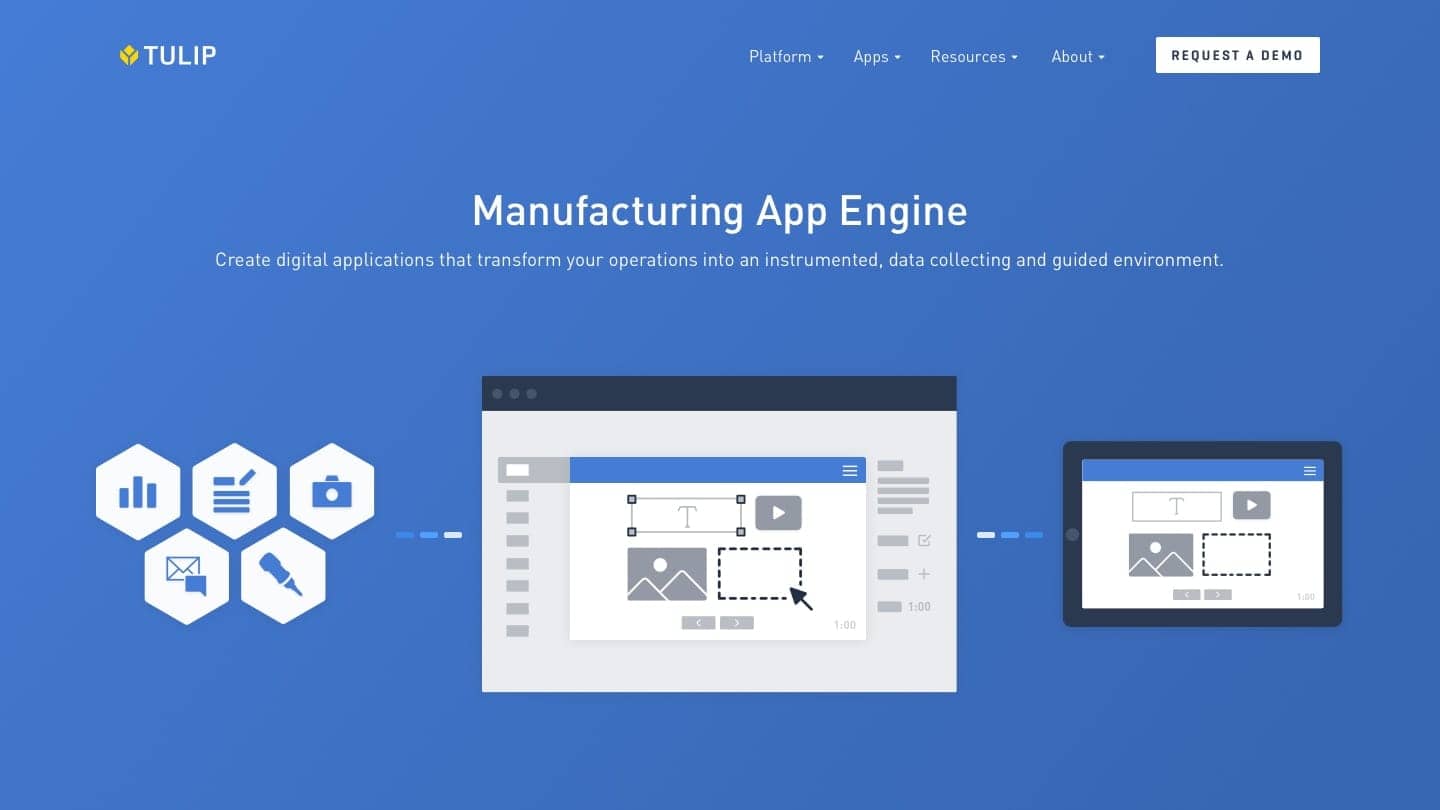 TULIP
Platform
Apps
Resources
About
REQUEST A DEMO
Manufacturing App Engine
Create digital applications that transform your operations into an instrumented, data collecting and guided environment.
T
T
1:00
1:00
1:00